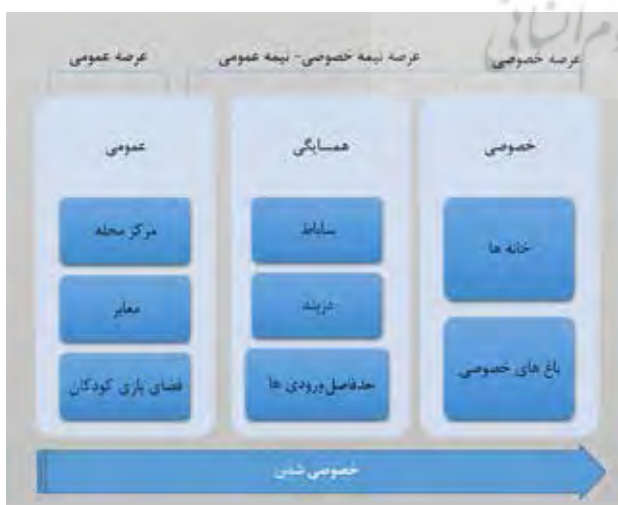 عرصه خصوصی
عرصه نیمه خصوصی- نیمه عمومی
عرصه عمومی
خصوصی
خانه ها
باغ های خصوصی
همسایگی
ساباط
دربند
حدفاصل ورودی ها
عمومی
مرکز محله
معابر
فضای بازی کودکان
خصوصی شدن